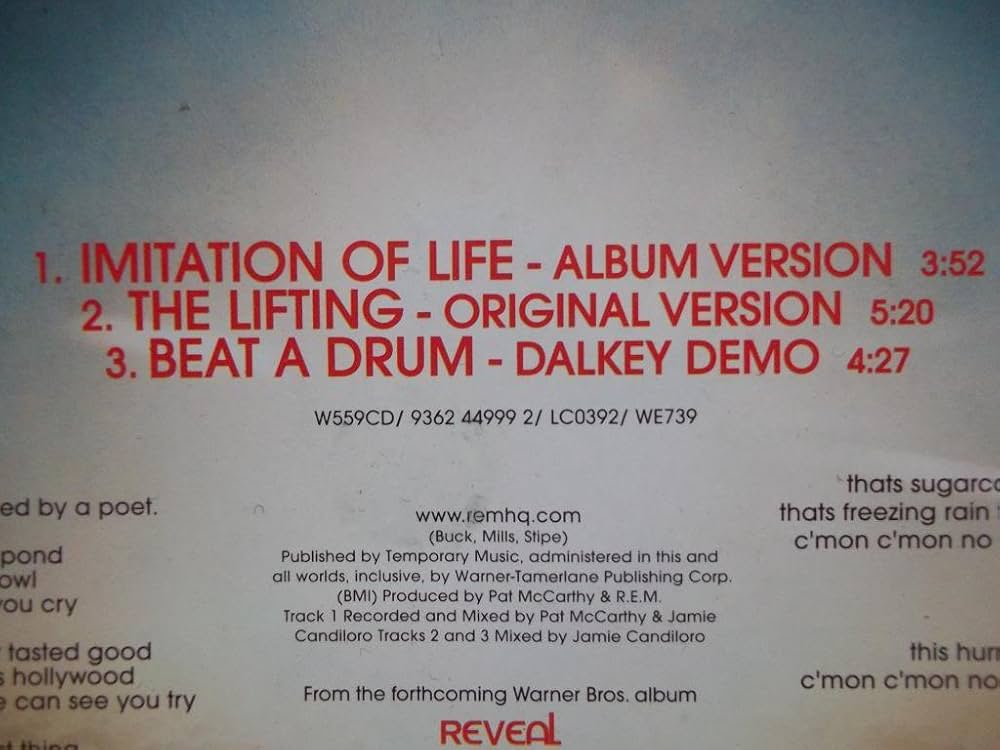 1. IMITATION OF LIFE - ALBUM VERSION 3:52
2. THE LIFTING - ORIGINAL VERSION 5:20
3. BEAT A DRUM - DALKEY DEMO 4:27
W559CD/ 9362 44999 2/ LC0392/ WE739
ed by a poet.
pond
owl
you cry
tasted good
s hollywood
e can see you try
www.remhq.com
(Buck, Mills, Stipe)
Published by Temporary Music, administered in this and
all worlds, inclusive, by Warner-Tamerlane Publishing Corp.
(BMI) Produced by Pat McCarthy & R.E.M.
Track 1 Recorded and Mixed by Pat McCarthy & Jamie
Candiloro Tracks 2 and 3 Mixed by Jamie Candiloro
From the forthcoming Warner Bros. album
REVEAL
thats sugarc
thats freezing rain
c'mon c'mon no
this hurr
c'mon c'mon no